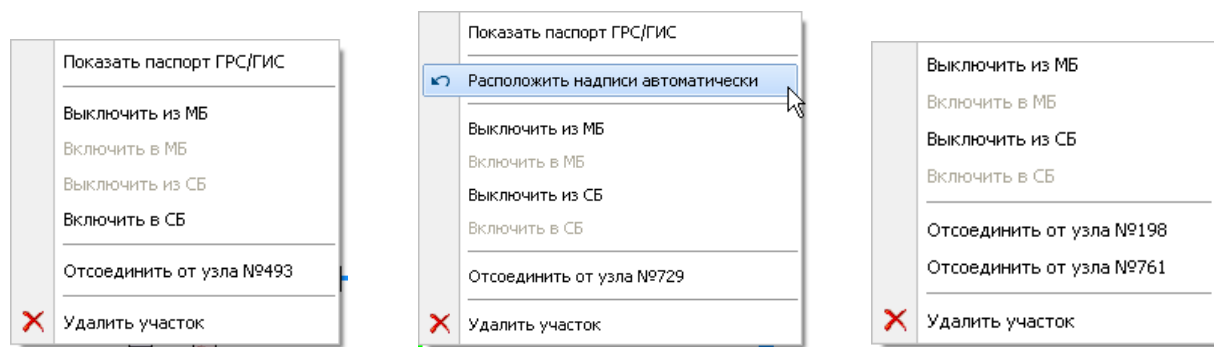 Показать паспорт ГРС/ГИС
Выключить из МБ
Включить в МБ
Выключить из СБ
Включить в СБ
Отсоединить от узла №493
Удалить участок
Показать паспорт ГРС/ГИС
Расположить надписи автоматически
Выключить из МБ
Включить в МБ
Выключить из СБ
Включить в СБ
Отсоединить от узла №729
Удалить участок
Выключить из МБ
Включить в МБ
Выключить из СБ
Включить в СБ
Отсоединить от узла №198
Отсоединить от узла №761
Удалить участок